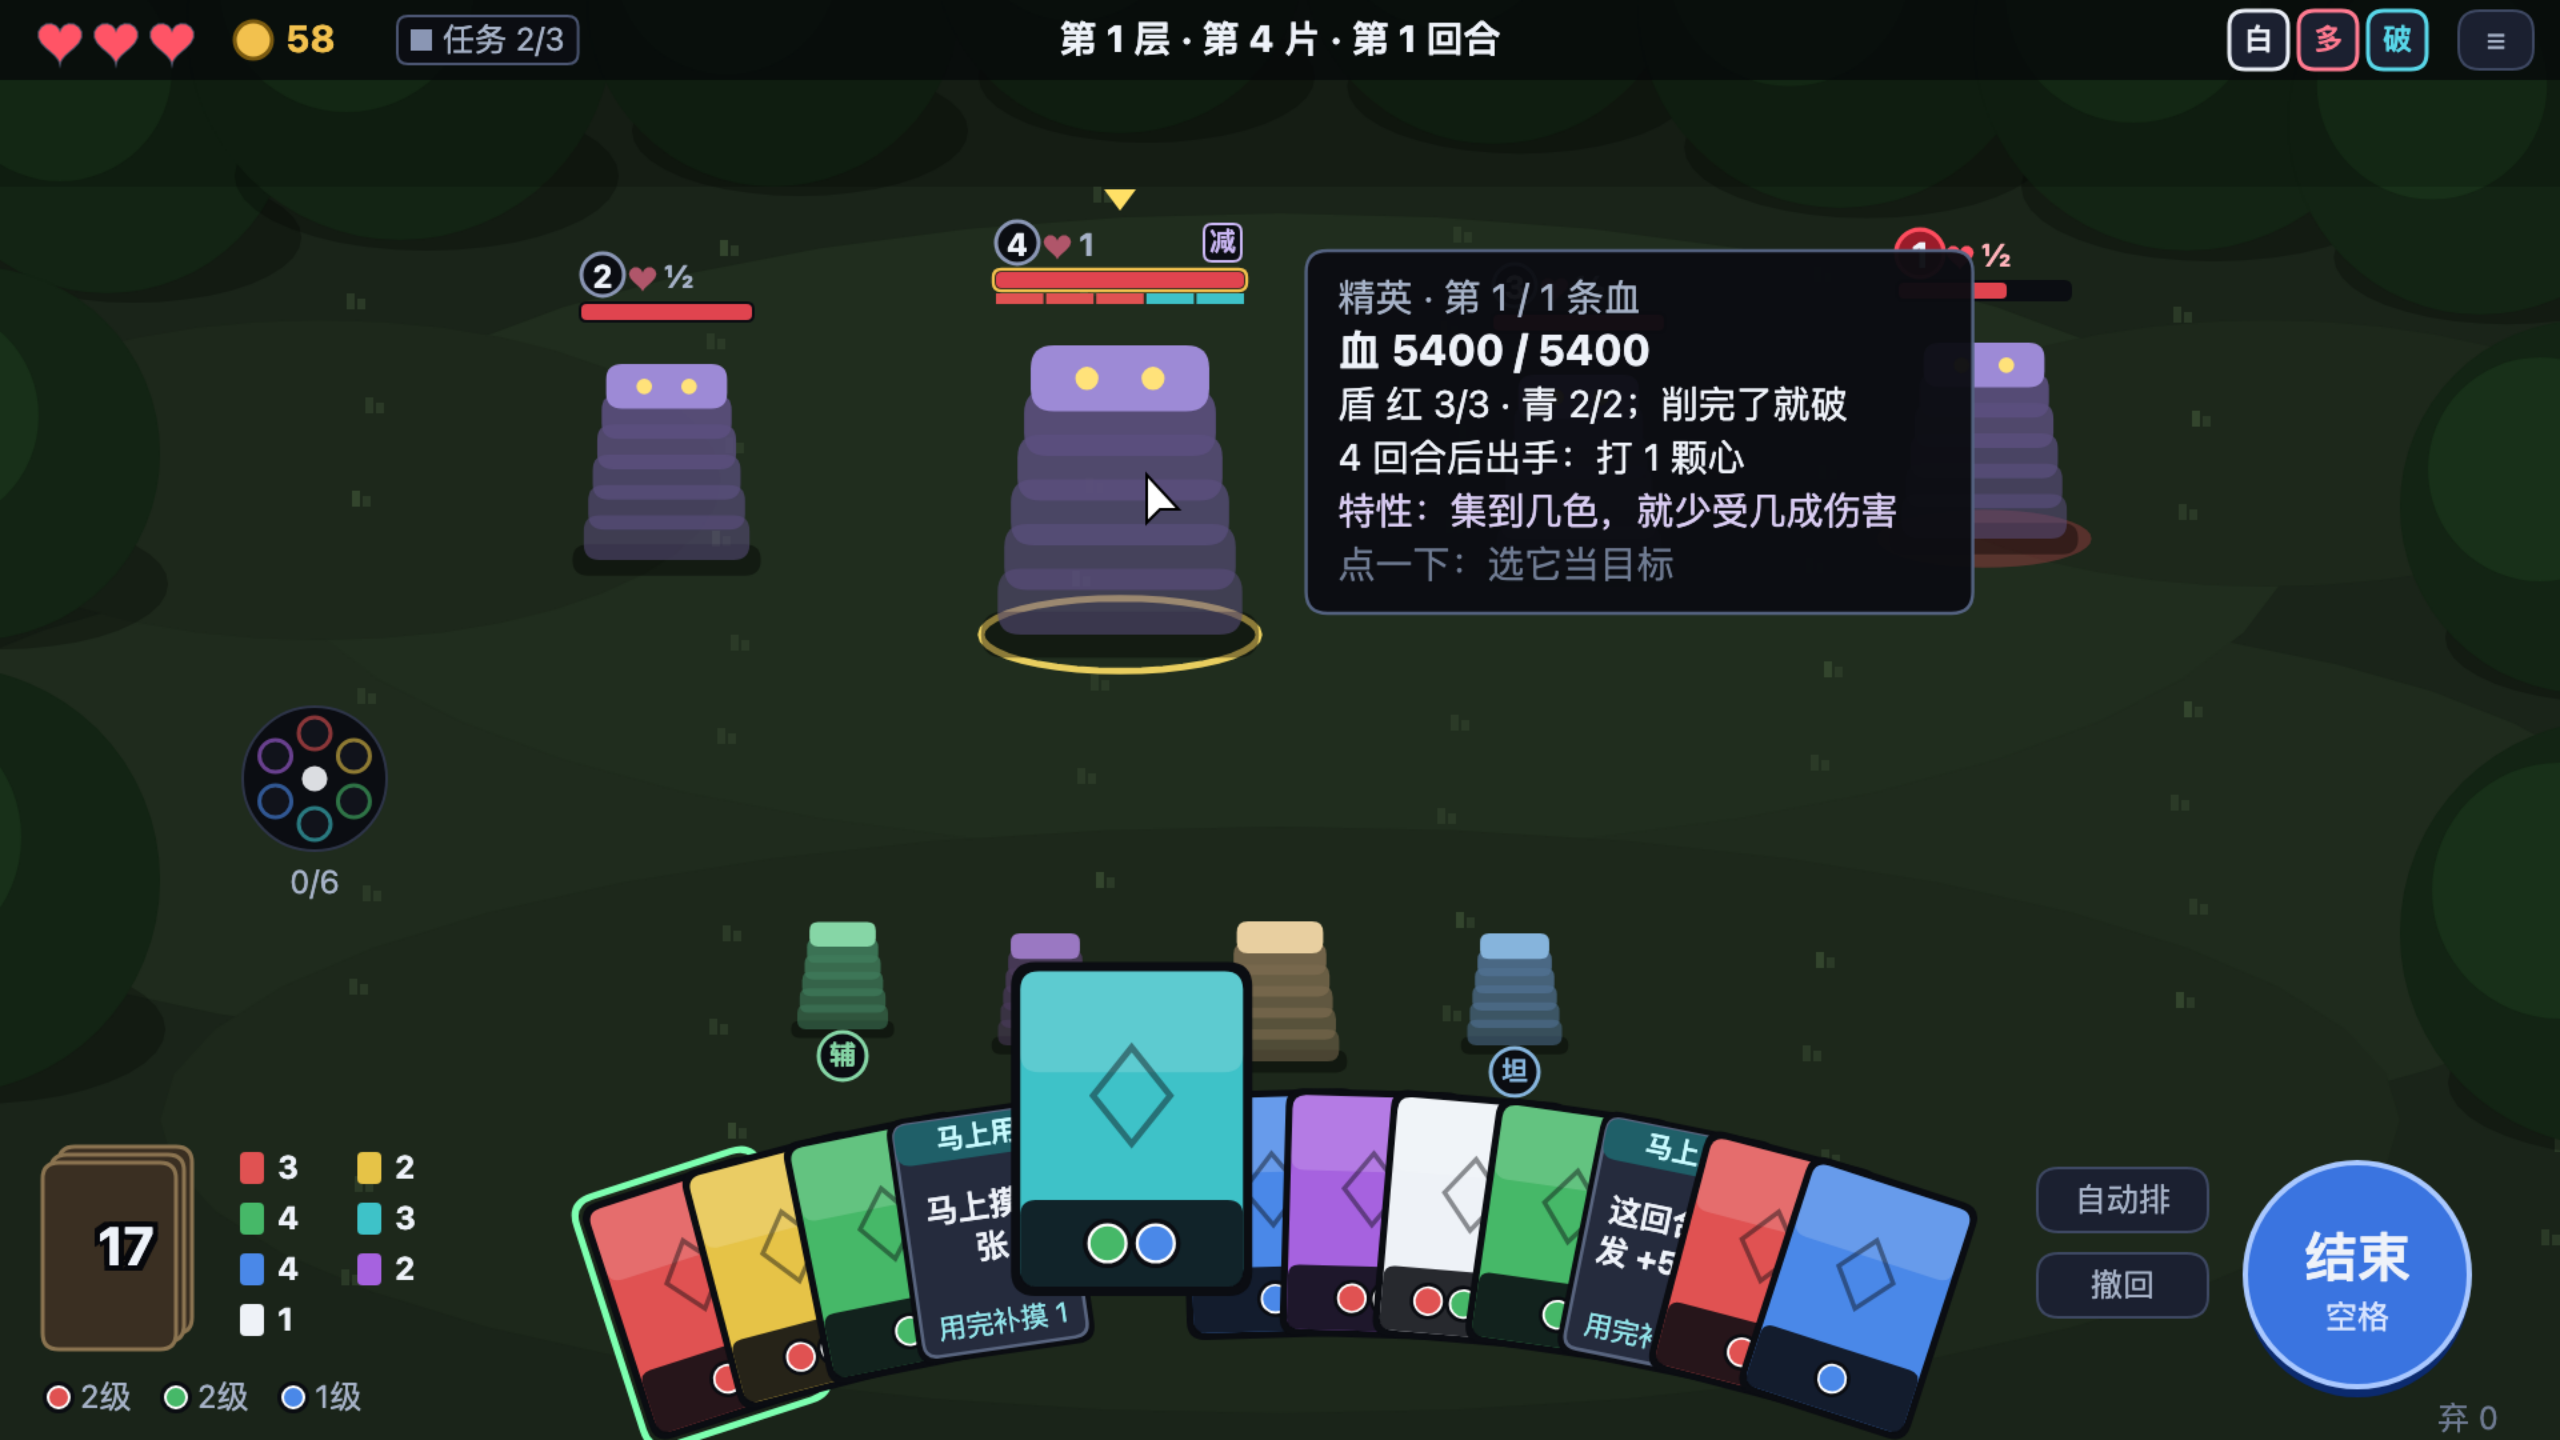 58
任务 2/3
第 1 层 · 第 4 片 · 第 1 回合
白
多
破
≡
2 ½
4 1 减
½
精英 · 第 1 / 1 条血
血 5400 / 5400
盾 红 3/3 · 青 2/2；削完了就破
4 回合后出手：打 1 颗心
特性：集到几色，就少受几成伤害
点一下：选它当目标
0/6
辅
坦
17
3 2
4 3
4 2
1
2级 2级 1级
马上用
马上摸
张
用完补摸 1
马上
这回合
发 +5
用完补
自动排
撤回
结束
空格
弃 0